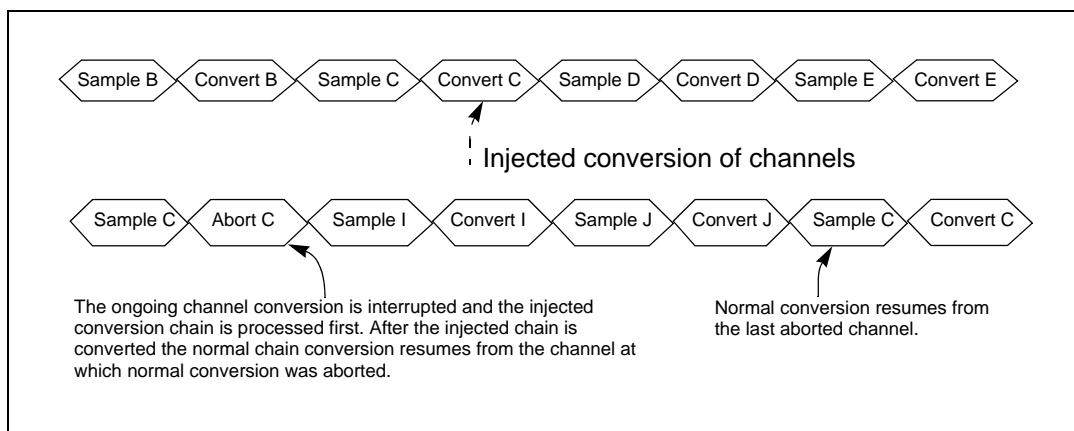 Sample B Convert B Sample C Convert C Sample D Convert D Sample E Convert E
Injected conversion of channels
Sample C Abort C Sample I Convert I Sample J Convert J Sample C Convert C
The ongoing channel conversion is interrupted and the injected
conversion chain is processed first. After the injected chain is
converted the normal chain conversion resumes from the channel at
which normal conversion was aborted.
Normal conversion resumes from
the last aborted channel.